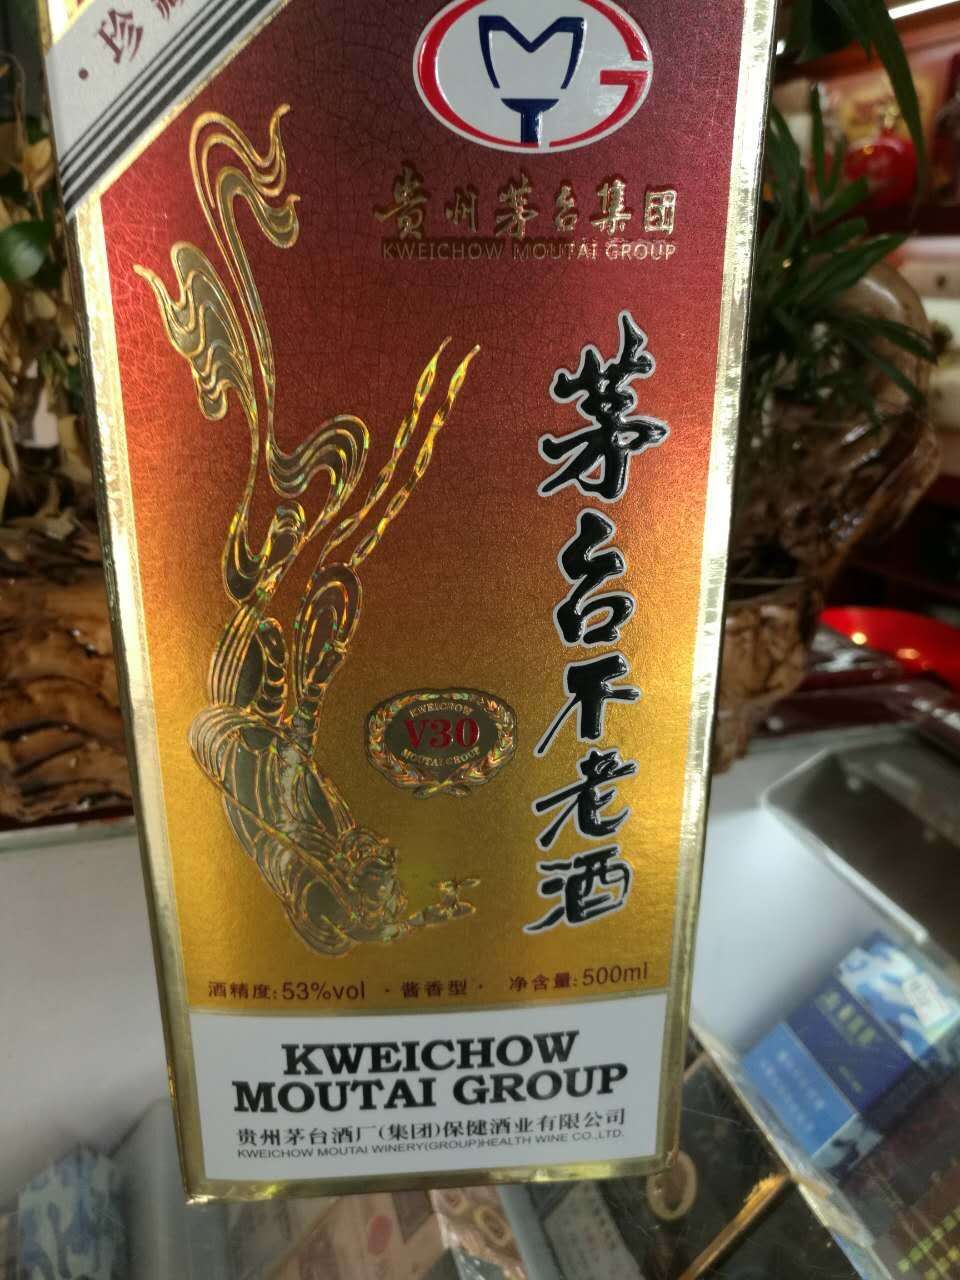 ·珍藏
贵州茅台集团
KWEICHOW MOUTAI GROUP
茅台不老酒
KWEICHOW
V30
MOUTAI GROUP
酒精度:53%vol ·酱香型· 净含量:500ml
KWEICHOW
MOUTAI GROUP
贵州茅台酒厂(集团)保健酒业有限公司
KWEICHOW MOUTAI WINERY(GROUP)HEALTH WINE CO.,LTD.